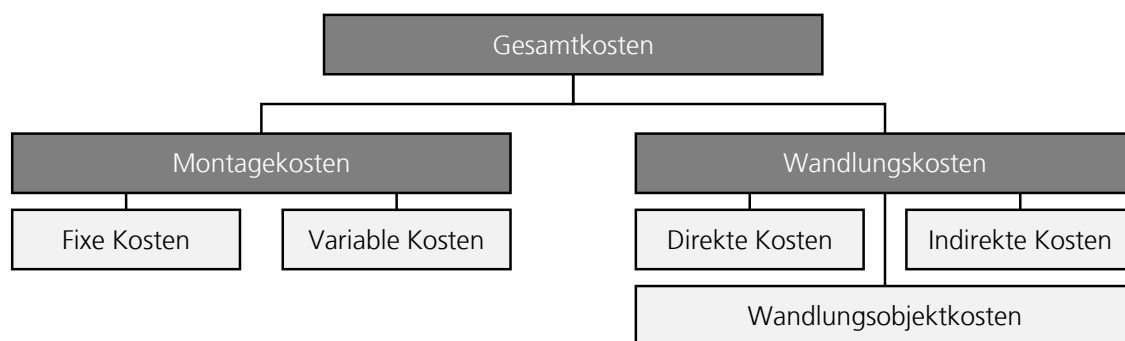 Gesamtkosten
Montagekosten
Wandlungskosten
Fixe Kosten
Variable Kosten
Direkte Kosten
Indirekte Kosten
Wandlungsobjektkosten